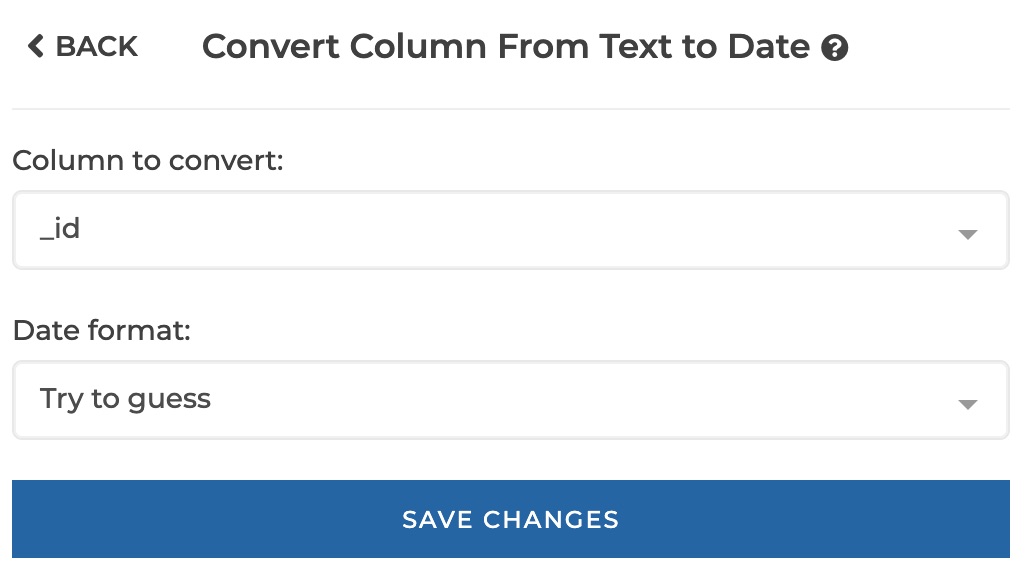 BACK
Convert Column From Text to Date ?
Column to convert:
_id
Date format:
Try to guess
SAVE CHANGES